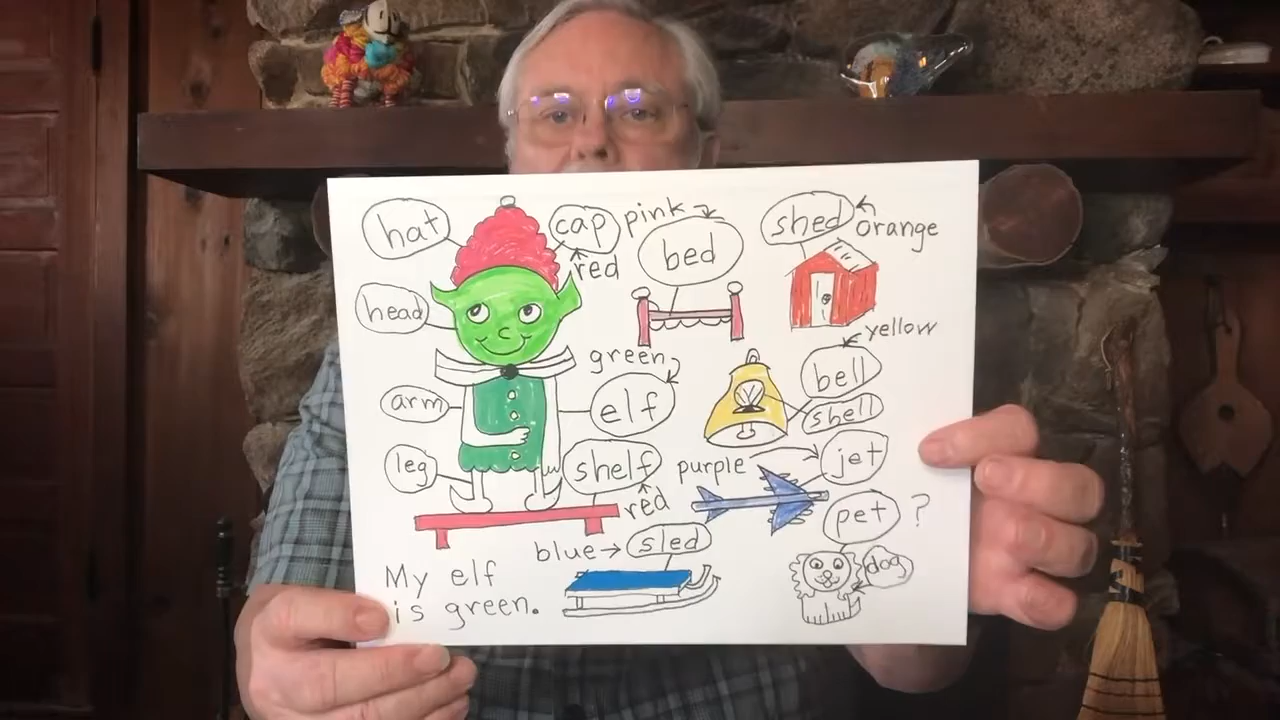 hat
cap
red
pink
bed
shed
orange
head
green
elf
yellow
bell
shell
arm
leg
shelf
red
purple
jet
pet ?
blue
sled
dog
My elf
is green.